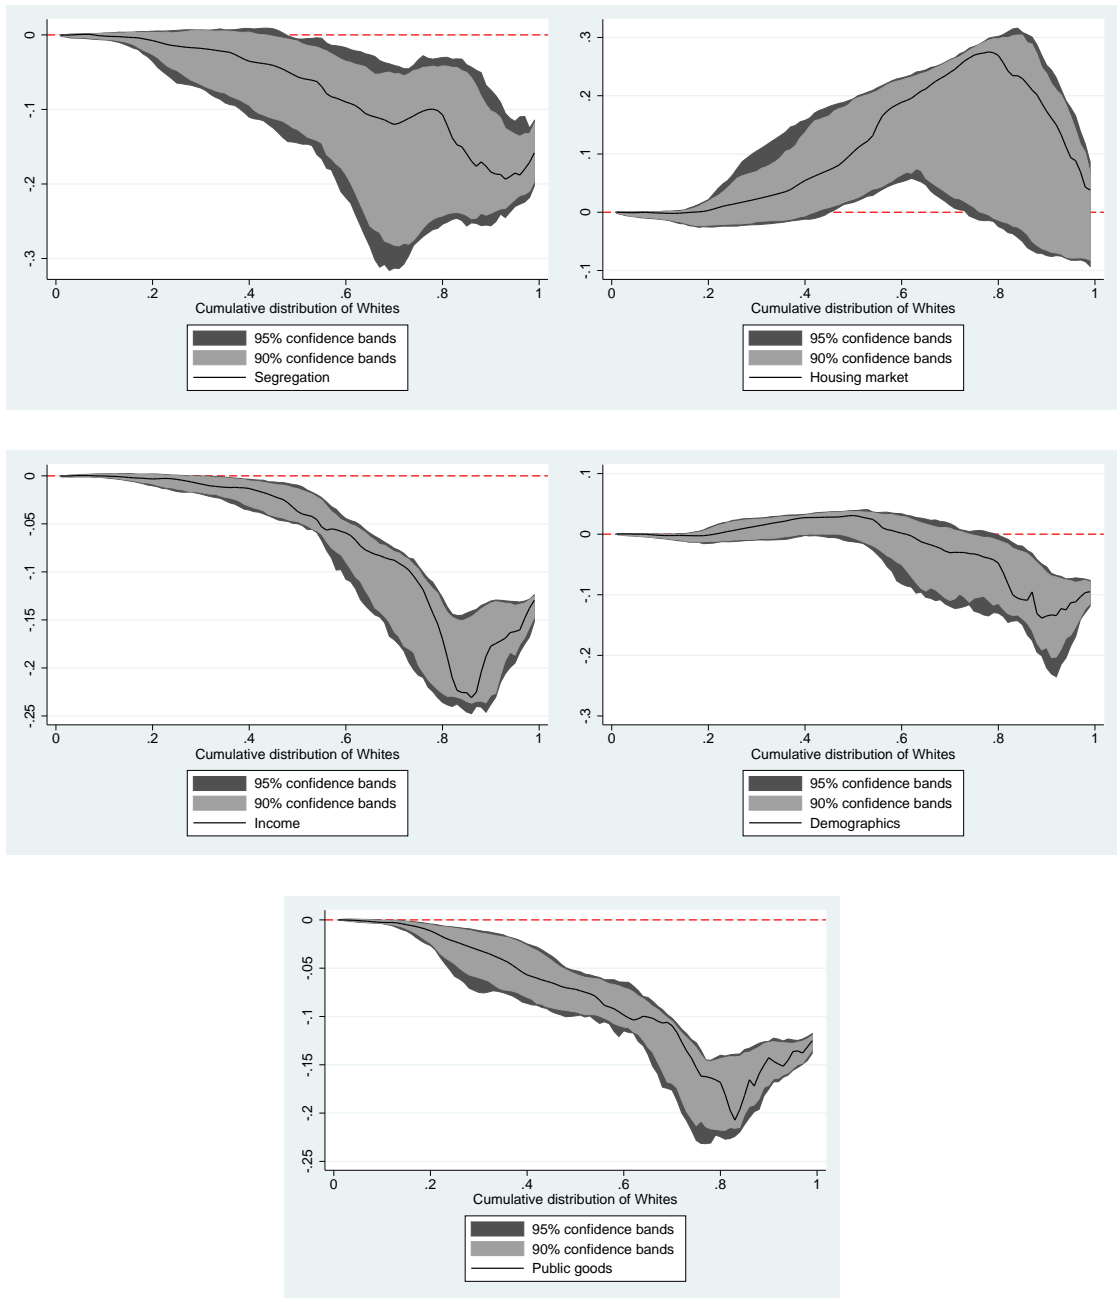 0
-.1
-.2
-.3
0 .2 .4 .6 .8 1
Cumulative distribution of Whites
95% confidence bands
90% confidence bands
Segregation
.3
.2
0.1
0
-.1
0 .2 .4 .6 .8 1
Cumulative distribution of Whites
95% confidence bands
90% confidence bands
Housing market
0
-.05
-.1
-.15
-.2
-.25
0 .2 .4 .6 .8 1
Cumulative distribution of Whites
95% confidence bands
90% confidence bands
Income
0.1
0
-.1
-.2
-.3
0 .2 .4 .6 .8 1
Cumulative distribution of Whites
95% confidence bands
90% confidence bands
Demographics
0
-.05
-.1
-.15
-.2
-.25
0 .2 .4 .6 .8 1
Cumulative distribution of Whites
95% confidence bands
90% confidence bands
Public goods